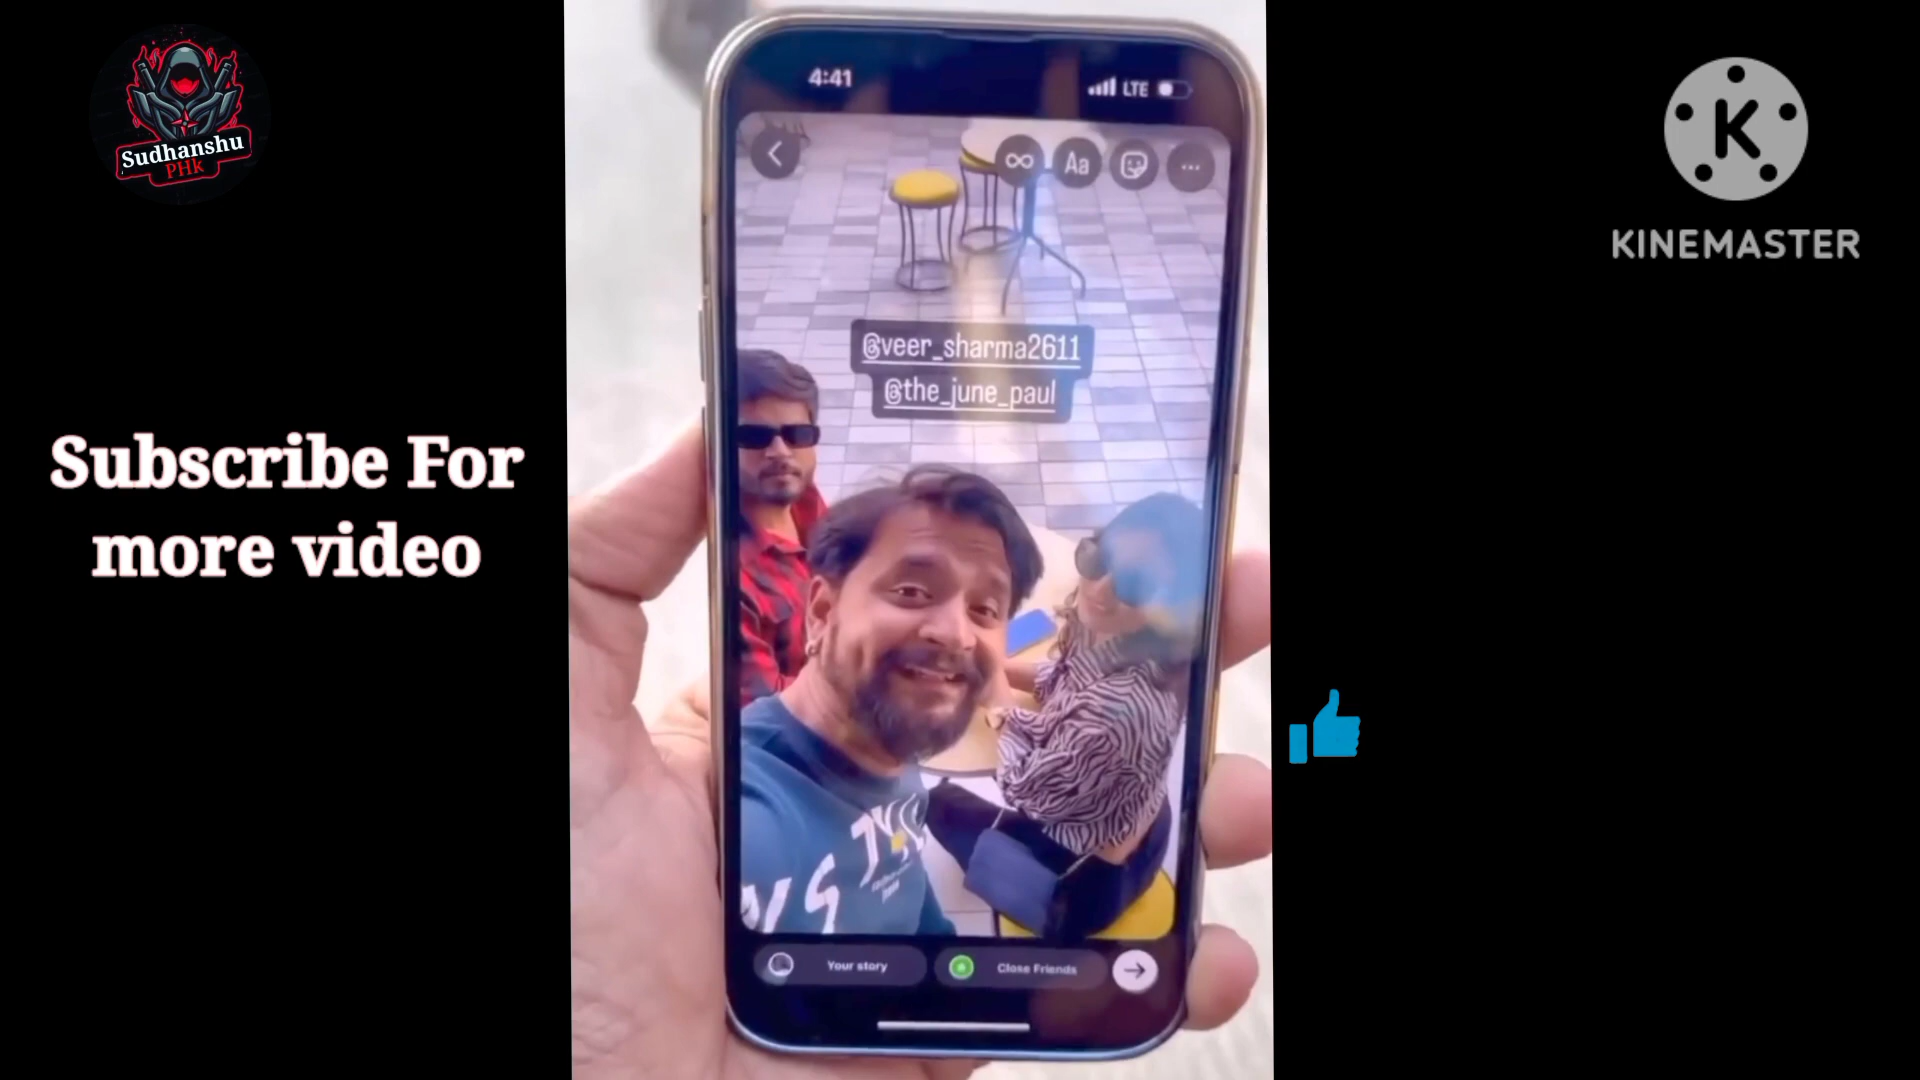 Sudhanshu
PHk
Subscribe For
more video
4:41
LTE
Aa
@veer_sharma2611
@the_june_paul
Your story
Close Friends
K
KINEMASTER